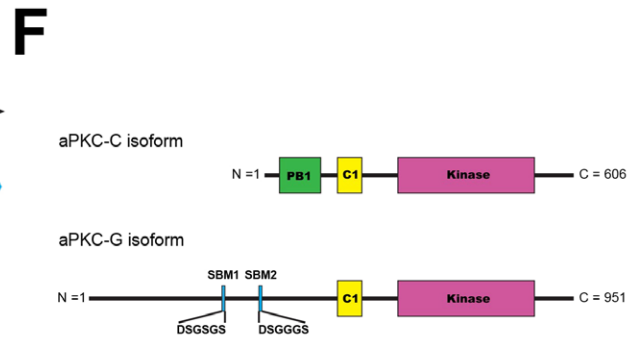 F
aPKC-C isoform
N =1 PB1 C1 Kinase C = 606
aPKC-G isoform
SBM1 SBM2
N =1 C1 Kinase C = 951
DSGSGS DSGGGS